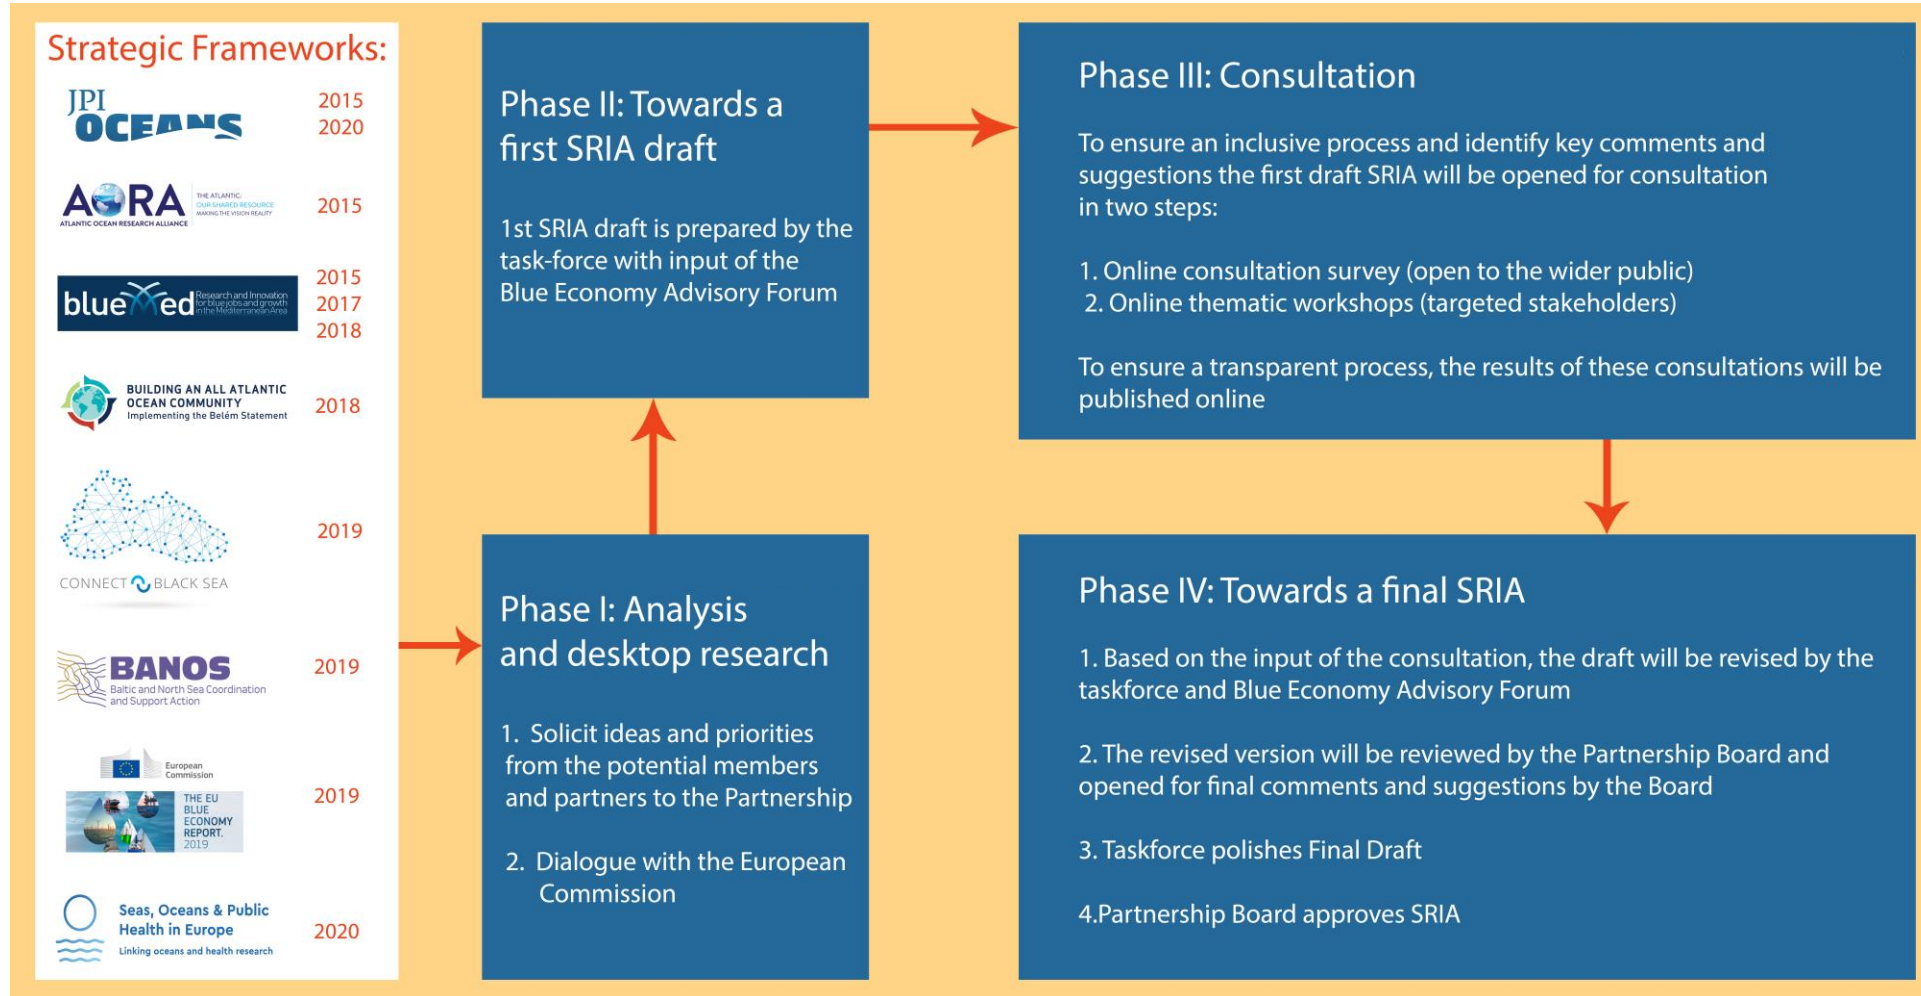 Strategic Frameworks:
JPI
OCEANS
2015
2020
AORA
ATLANTIC OCEAN RESEARCH ALLIANCE
THE ATLANTIC:
OUR SHARED RESOURCE
MAKING THE VISION REALITY
2015
bluemed
Research and Innovation
for blue jobs and growth
in the Mediterranean Area
2015
2017
2018
BUILDING AN ALL ATLANTIC
OCEAN COMMUNITY
Implementing the Belém Statement
2018
CONNECT BLACK SEA
2019
BANOS
Baltic and North Sea Coordination
and Support Action
2019
European
Commission
THE EU
BLUE
ECONOMY
REPORT.
2019
2019
Seas, Oceans & Public
Health in Europe
Linking oceans and health research
2020
Phase I: Analysis
and desktop research
1. Solicit ideas and priorities
from the potential members
and partners to the Partnership
2. Dialogue with the European
Commission
Phase II: Towards a
first SRIA draft
1st SRIA draft is prepared by the
task-force with input of the
Blue Economy Advisory Forum
Phase III: Consultation
To ensure an inclusive process and identify key comments and
suggestions the first draft SRIA will be opened for consultation
in two steps:
1. Online consultation survey (open to the wider public)
2. Online thematic workshops (targeted stakeholders)
To ensure a transparent process, the results of these consultations will be
published online
Phase IV: Towards a final SRIA
1. Based on the input of the consultation, the draft will be revised by the
taskforce and Blue Economy Advisory Forum
2. The revised version will be reviewed by the Partnership Board and
opened for final comments and suggestions by the Board
3. Taskforce polishes Final Draft
4.Partnership Board approves SRIA